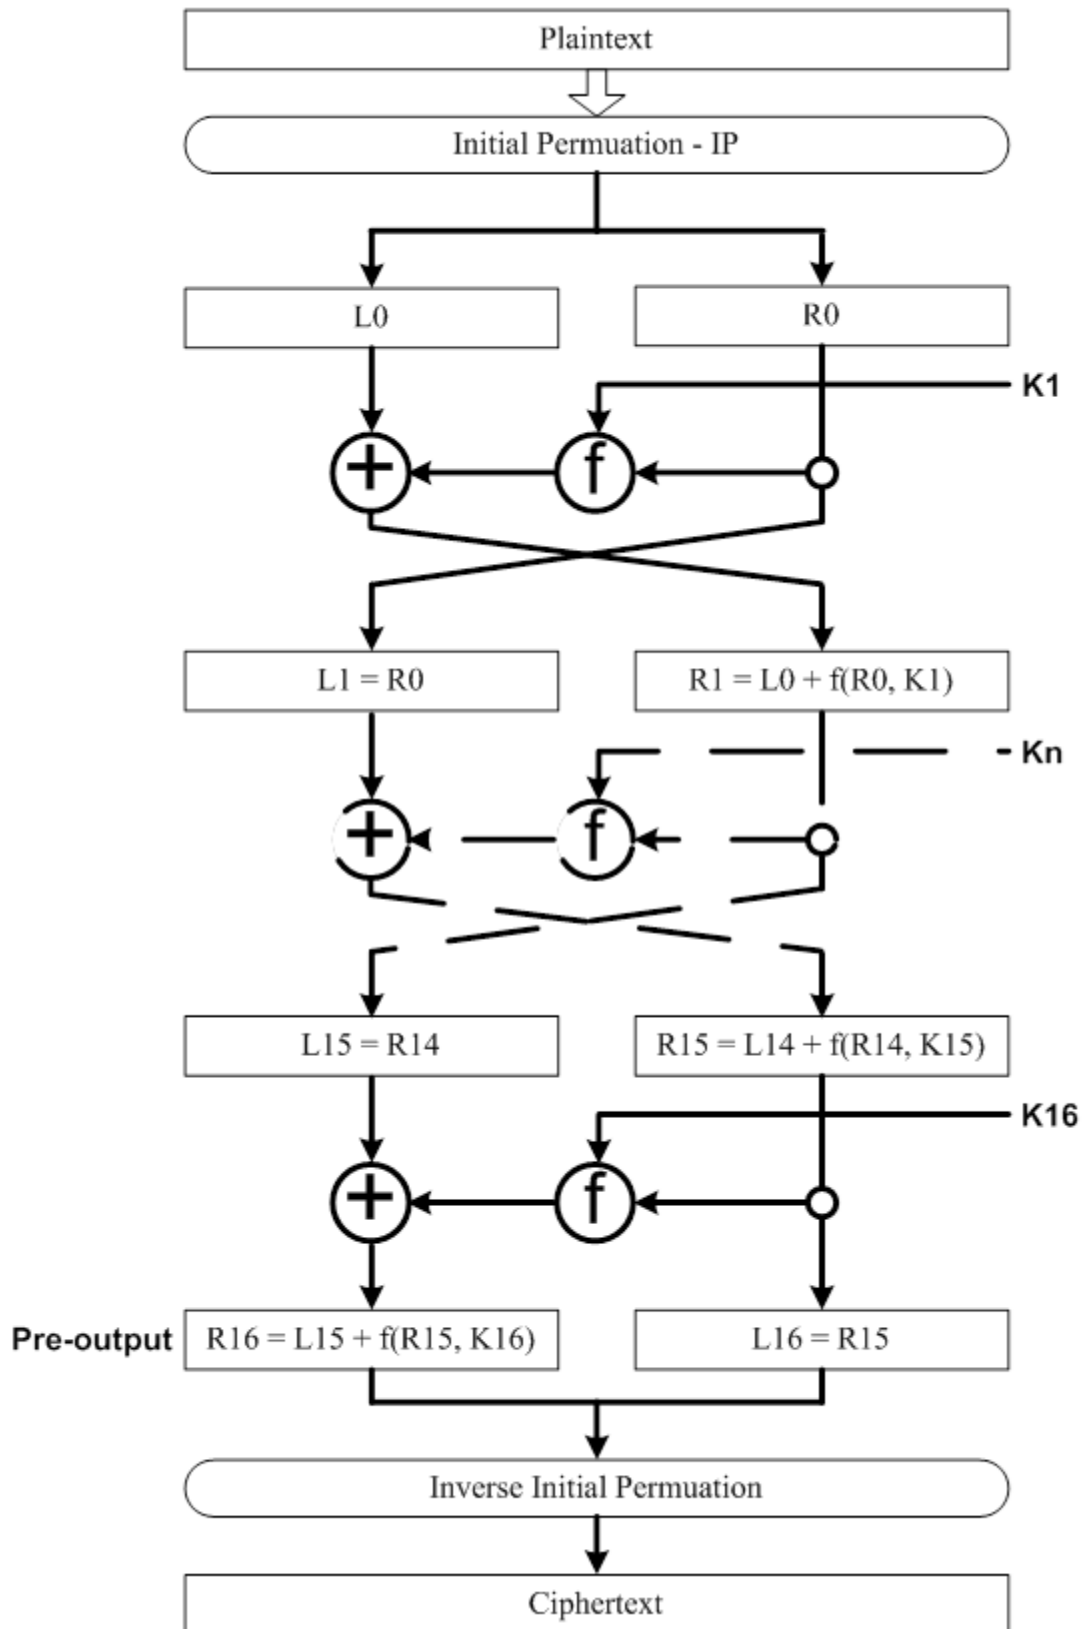 Plaintext
Initial Permuation - IP
L0
R0
K1
+
f
L1 = R0
R1 = L0 + f(R0, K1)
Kn
+
f
L15 = R14
R15 = L14 + f(R14, K15)
K16
+
f
Pre-output
R16 = L15 + f(R15, K16)
L16 = R15
Inverse Initial Permuation
Ciphertext